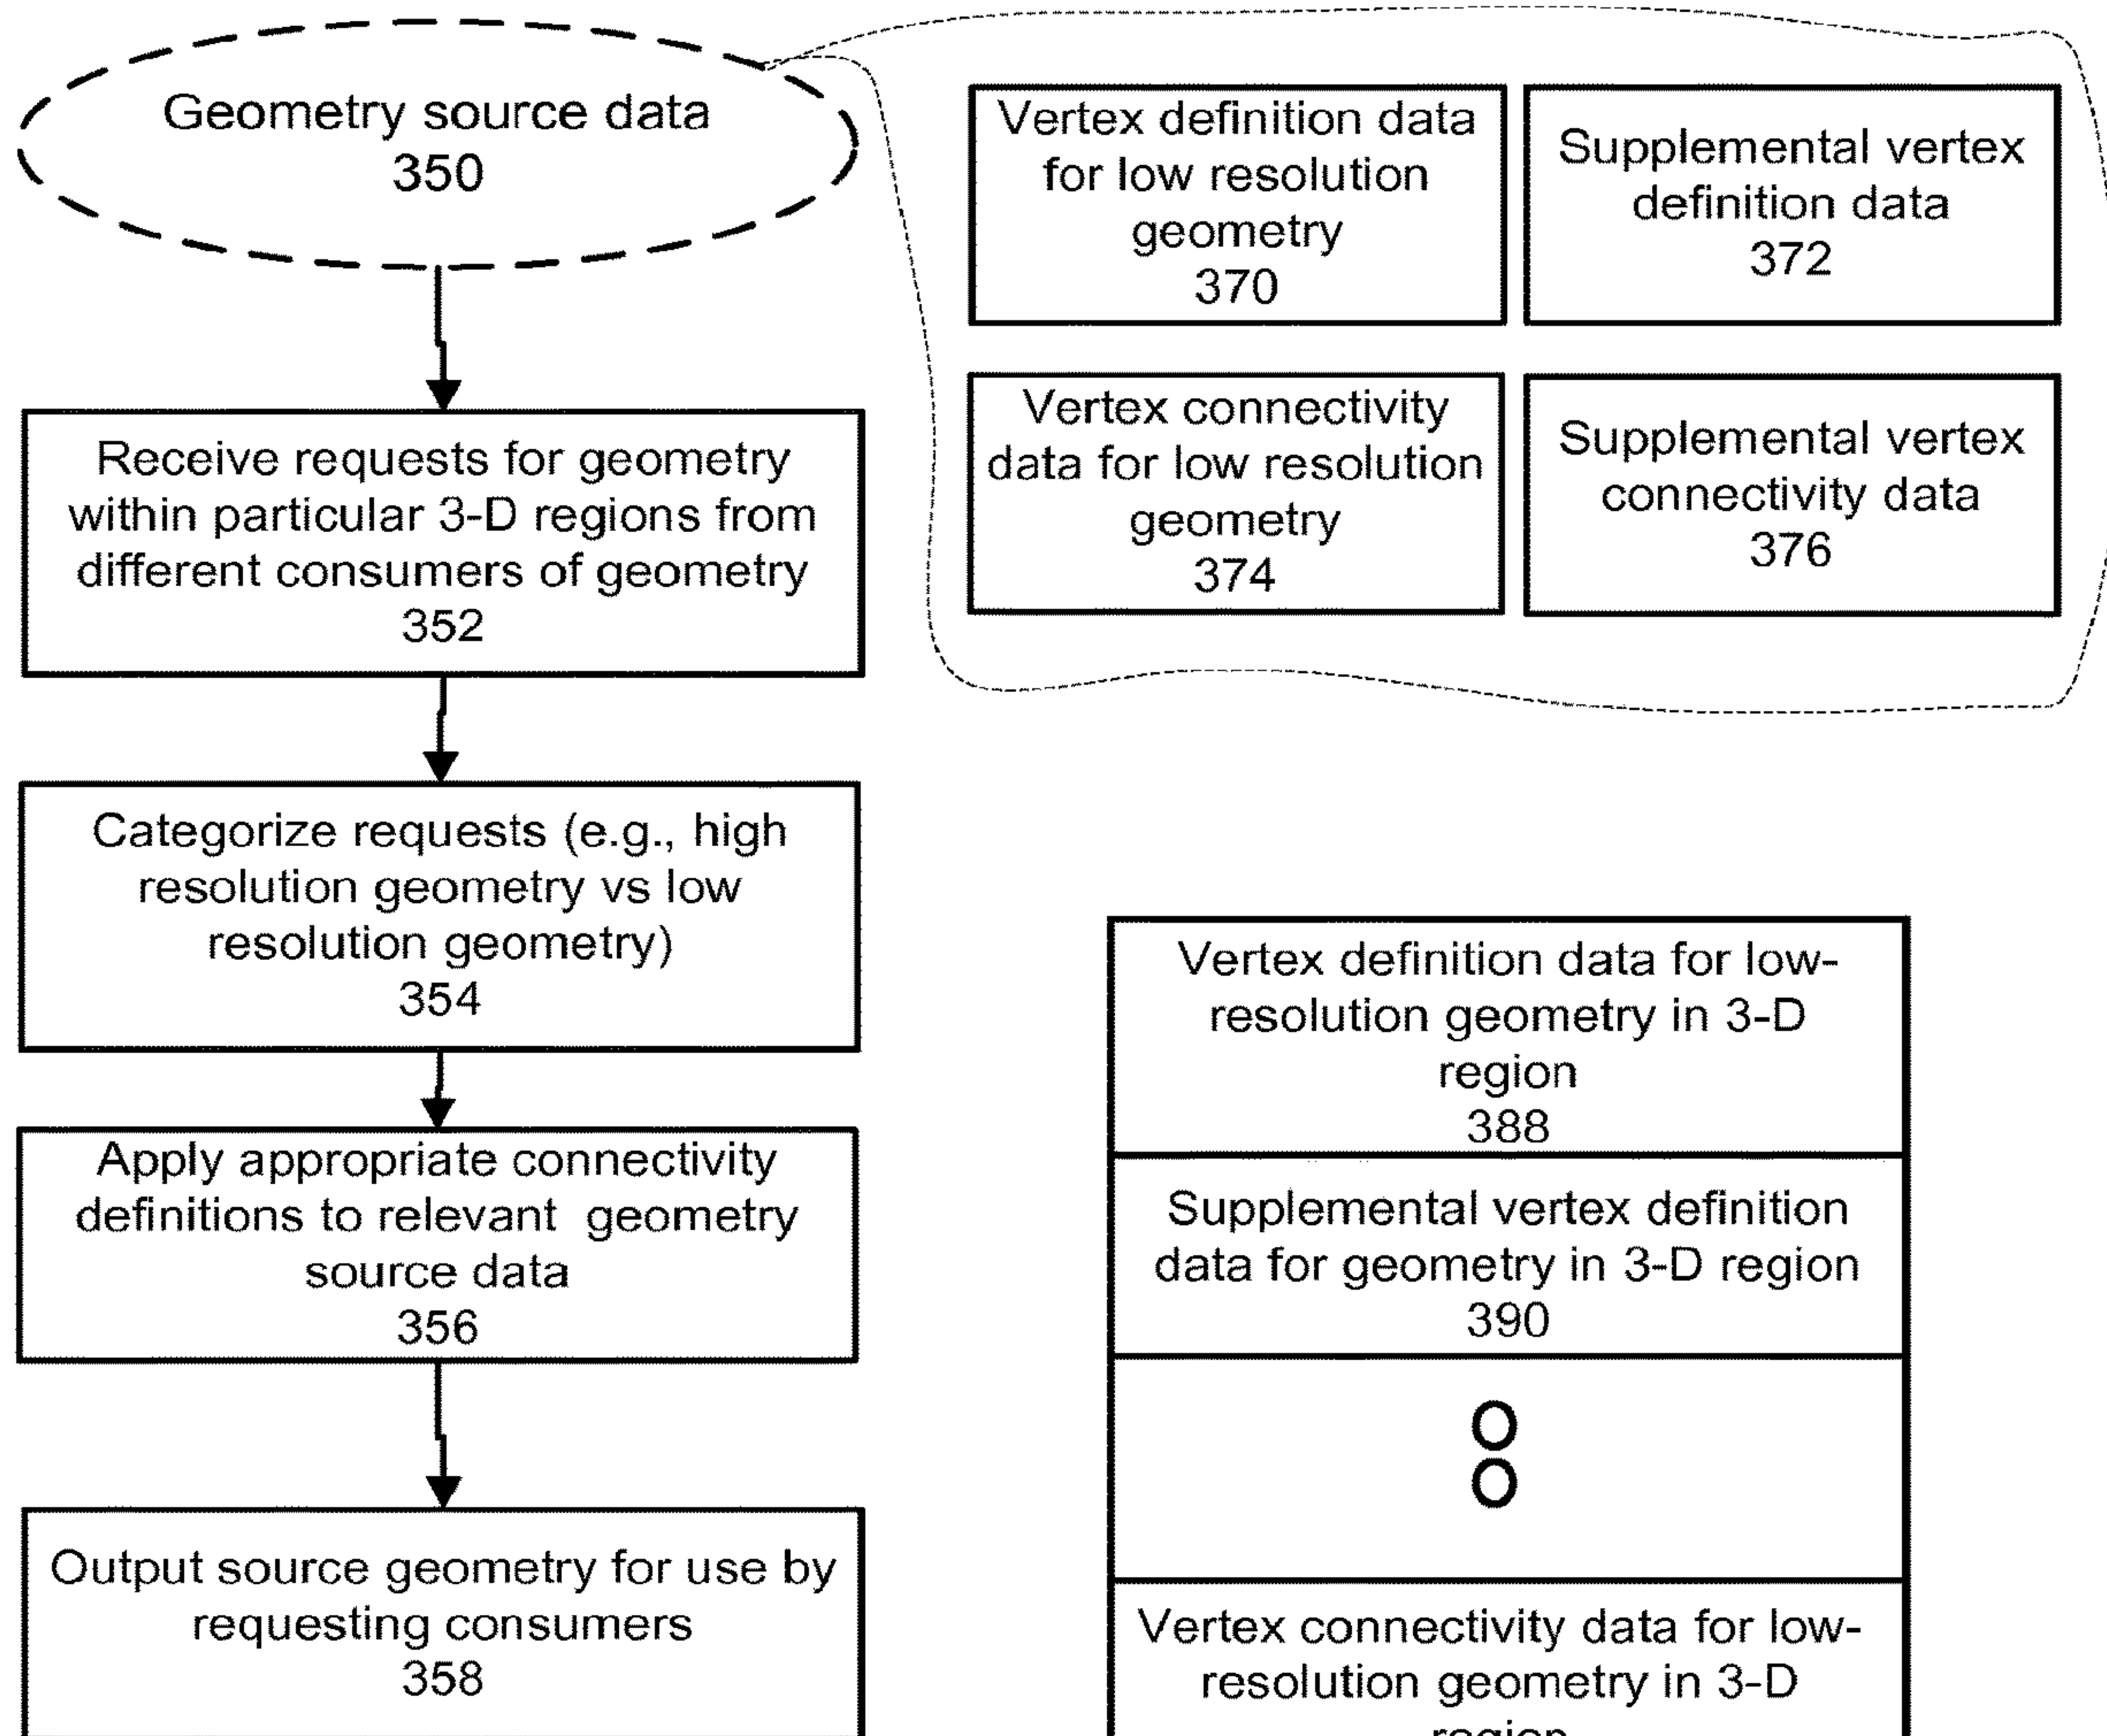 Geometry source data
350
Receive requests for geometry
within particular 3-D regions from
different consumers of geometry
352
Categorize requests (e.g., high
resolution geometry vs low
resolution geometry)
354
Apply appropriate connectivity
definitions to relevant geometry
source data
356
Output source geometry for use by
requesting consumers
358
Vertex definition data
for low resolution
geometry
370
Supplemental vertex
definition data
372
Vertex connectivity
data for low resolution
geometry
374
Supplemental vertex
connectivity data
376
Vertex definition data for low-
resolution geometry in 3-D
region
388
Supplemental vertex definition
data for geometry in 3-D region
390
Vertex connectivity data for low-
resolution geometry in 3-D
region